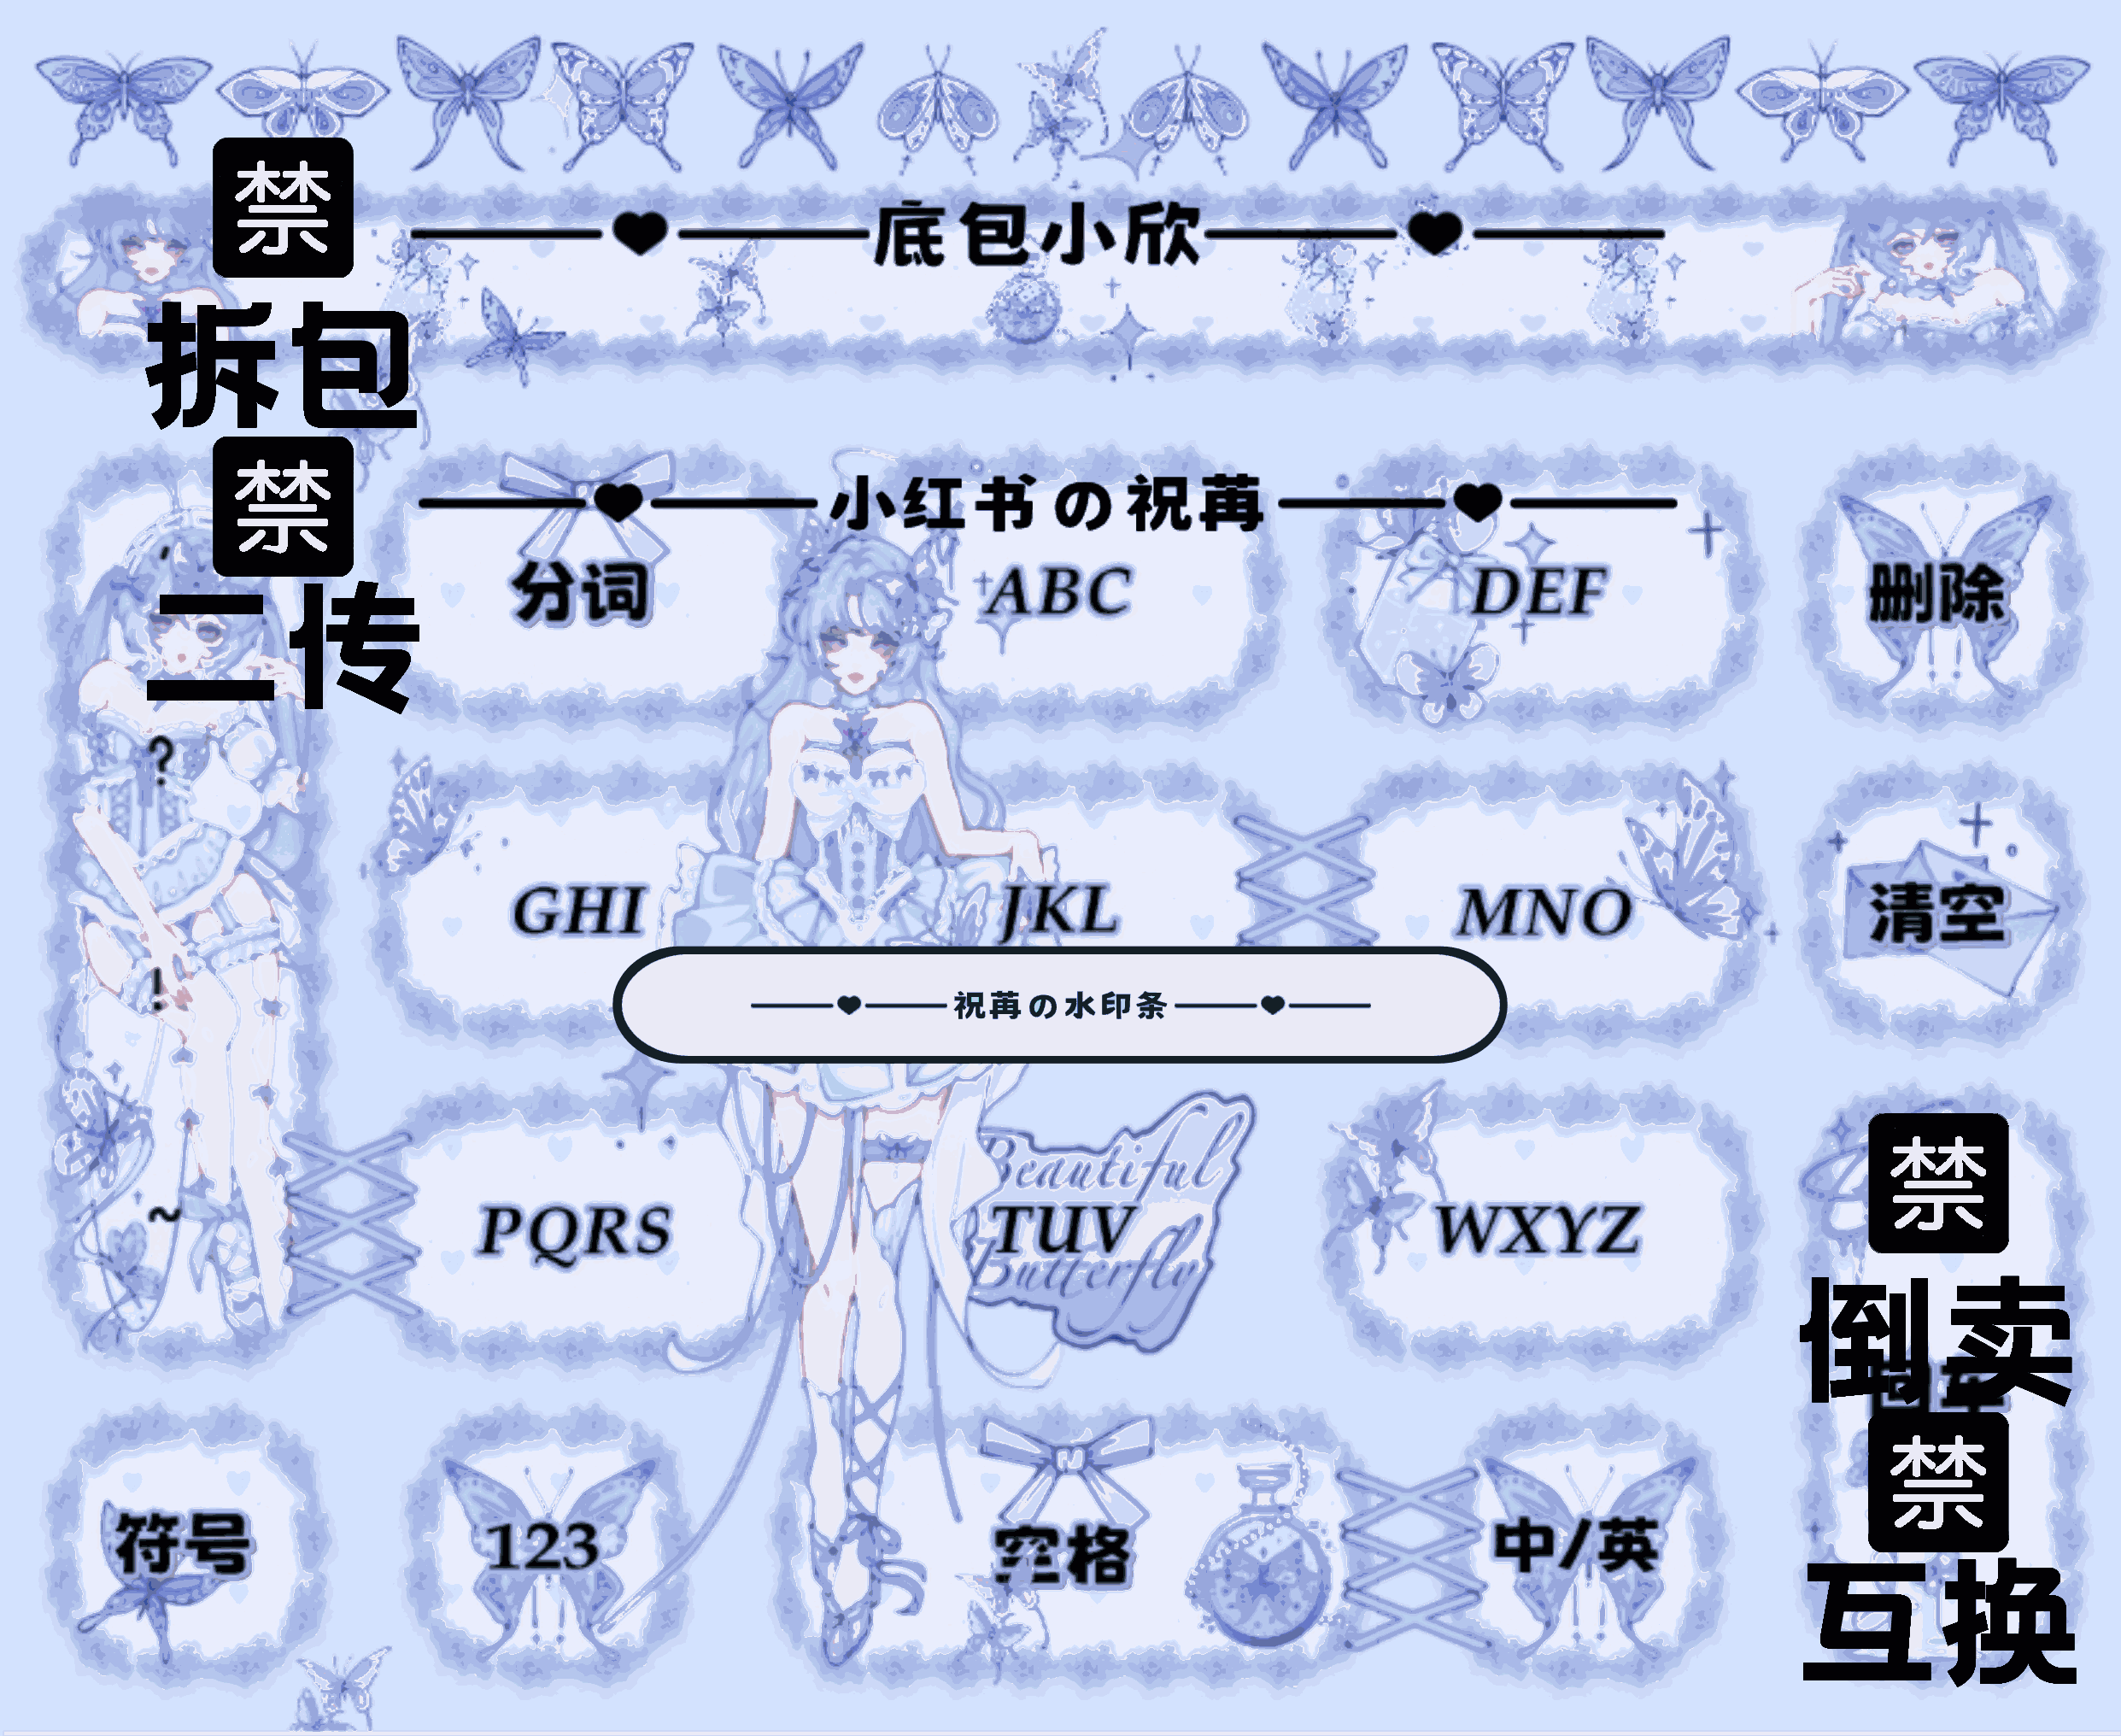 禁
拆包
禁
二传
底包小欣
小红书の祝苒
,
?
!
~
分词
ABC
DEF
删除
GHI
JKL
MNO
清空
祝苒の水印条
PQRS
Beautiful
TUV
Butterfly
WXYZ
禁
倒卖
禁
互换
符号
123
空格
中/英